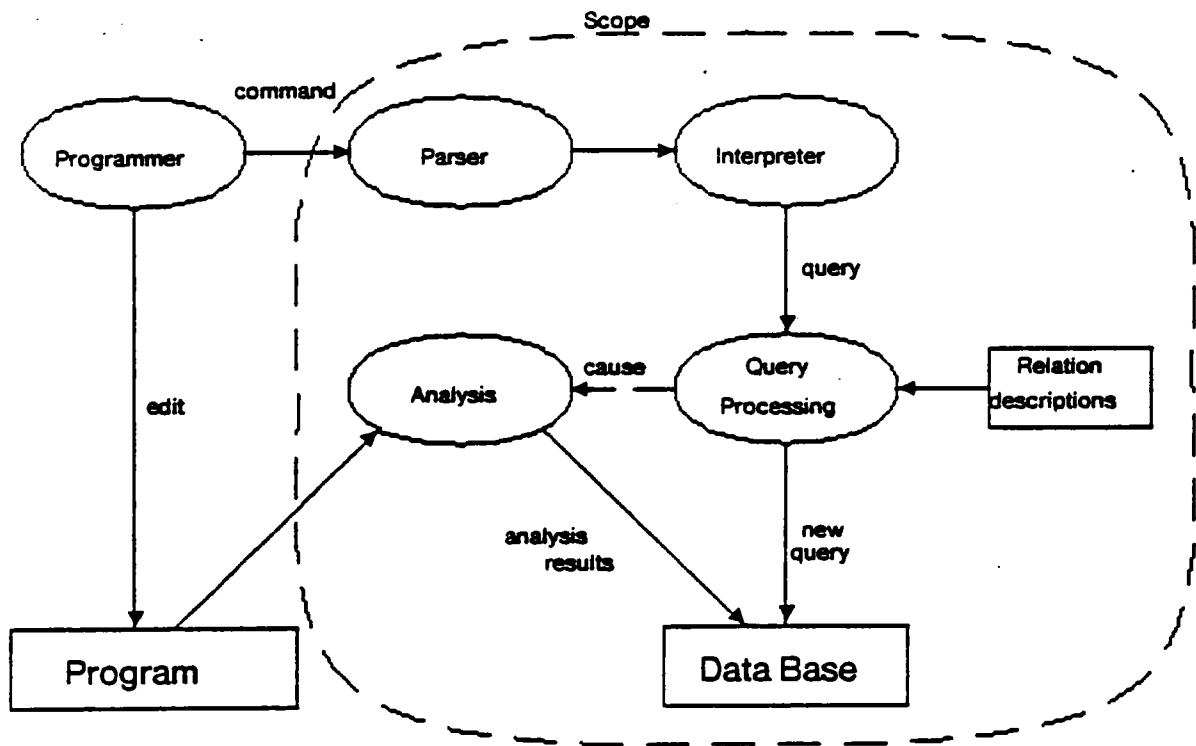 Scope
command
Programmer
Parser
Interpreter
query
edit
Analysis
cause
Query
Processing
Relation
descriptions
analysis
results
new
query
Program
Data Base